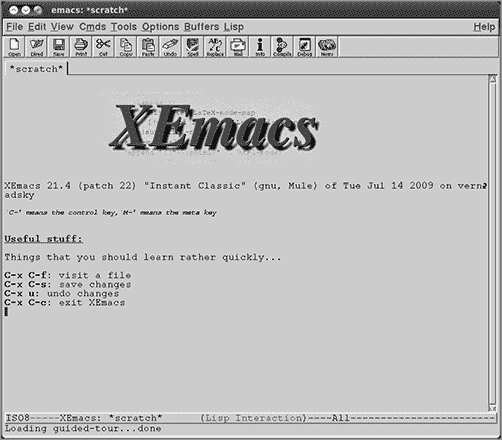 emacs: *scratch*
File Edit View Cmds Tools Options Buffers Lisp Help
Open Dired Save Print Cut Copy Paste Undo Spell Replace Mail Info Compile Debug News
*scratch*
LaTeX-mode-map
XEmacs
XEmacs 21.4 (patch 22) "Instant Classic" (gnu, Mule) of Tue Jul 14 2009 on vern
adsky
`C-' means the control key, `M-' means the meta key
Useful stuff:
Things that you should learn rather quickly...
C-x C-f: visit a file
C-x C-s: save changes
C-x u: undo changes
C-x C-c: exit XEmacs
ISO8-----XEmacs: *scratch* (Lisp Interaction)----All--------------------
Loading guided-tour...done